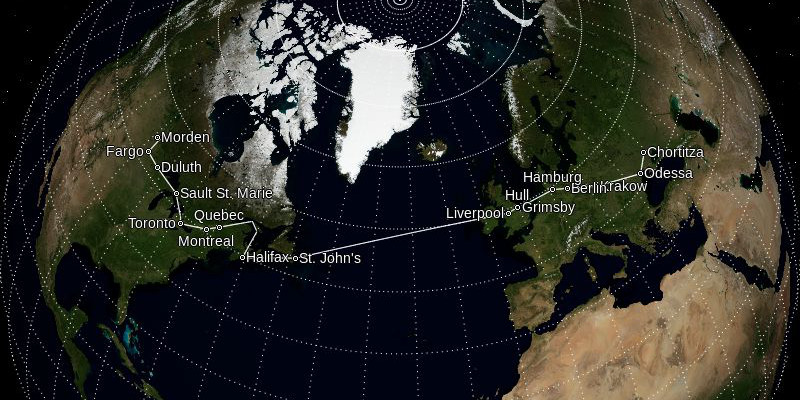 Morden
Fargo
Duluth
Sault St. Marie
Toronto
Quebec
Montreal
Halifax
St. John's
Liverpool
Hull
Grimsby
Hamburg
Berlin
Krakow
Odessa
Chortitza